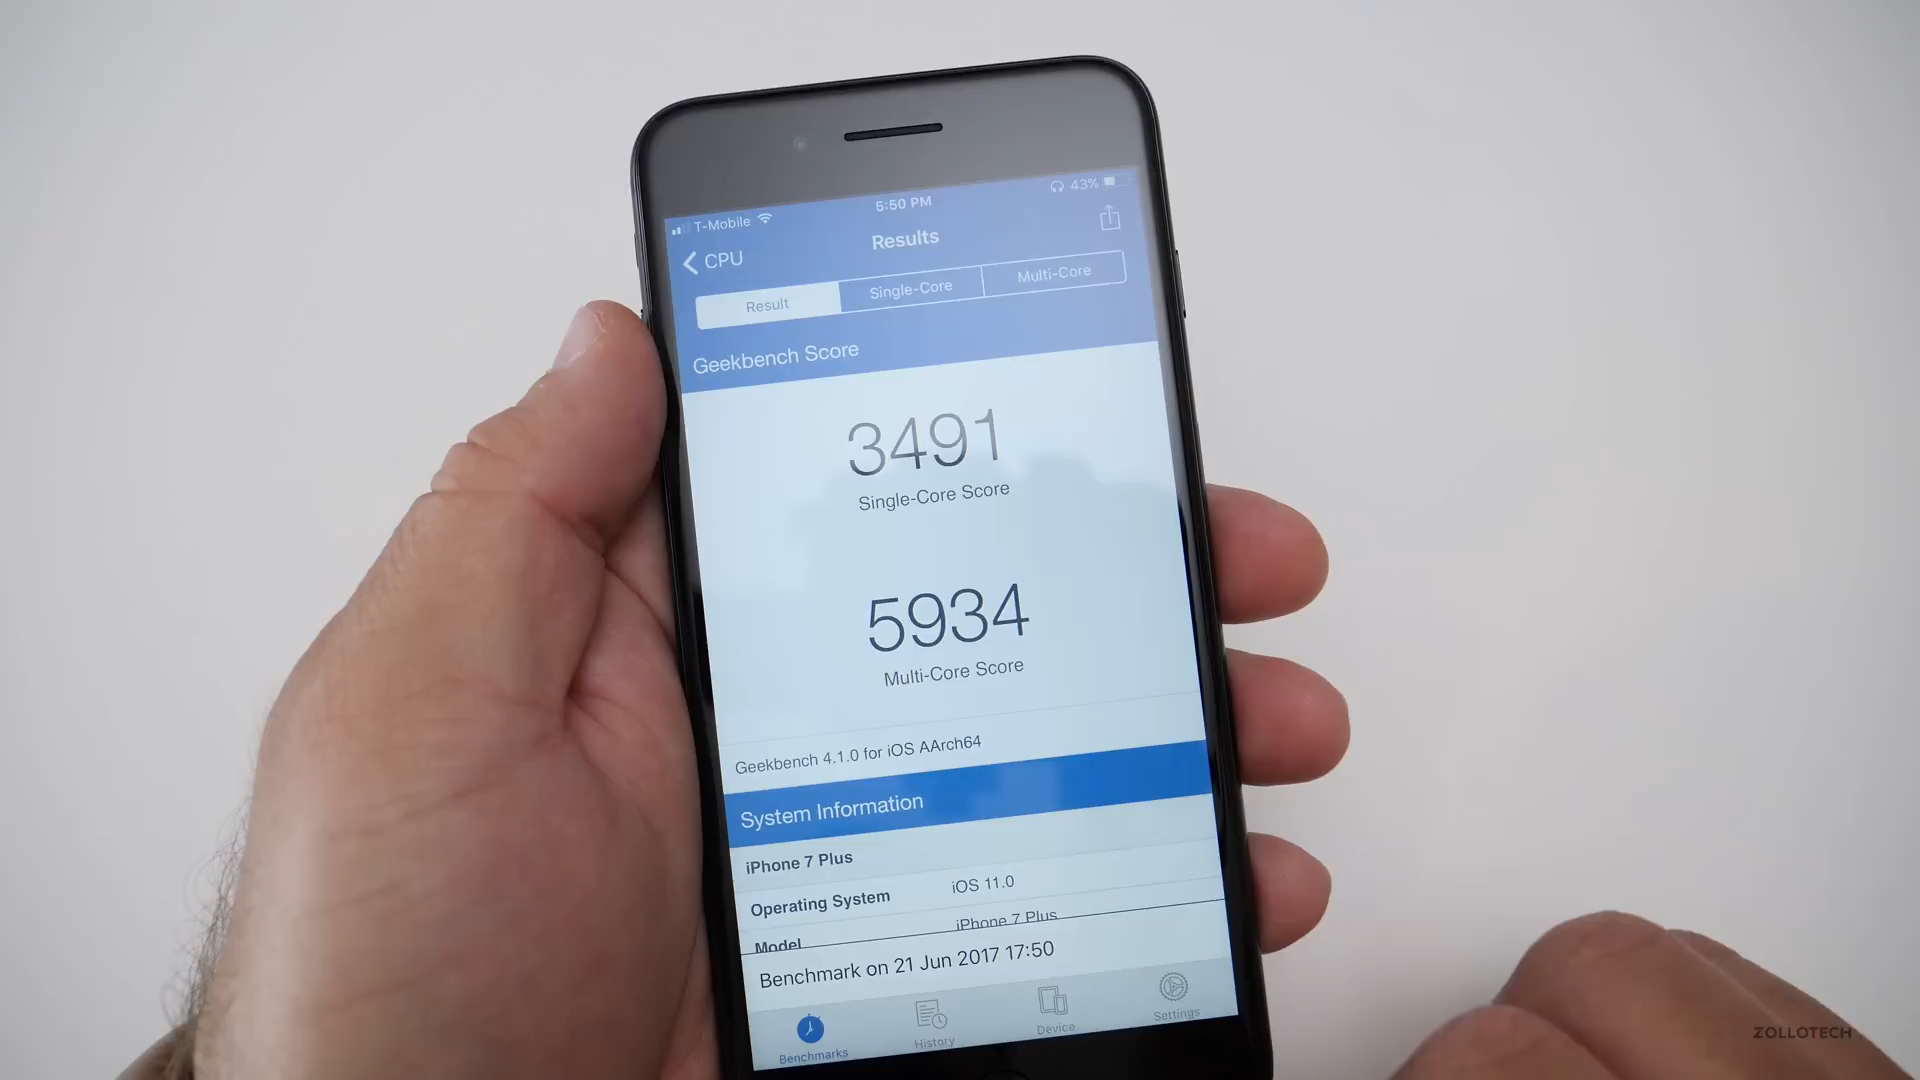 T-Mobile
5:50 PM
43%
CPU
Results
Result
Single-Core
Multi-Core
Geekbench Score
3491
Single-Core Score
5934
Multi-Core Score
Geekbench 4.1.0 for iOS AArch64
System Information
iPhone 7 Plus
Operating System iOS 11.0
Model iPhone 7 Plus
Benchmark on 21 Jun 2017 17:50
Benchmarks
History
Device
Settings
ZOLLOTECH